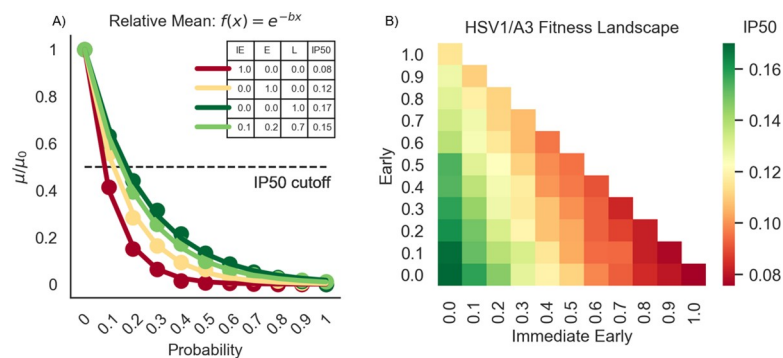 A)
Relative Mean: f(x) = e^{-bx}
IE E L IP50
1.0 0.0 0.0 0.08
0.0 1.0 0.0 0.12
0.0 0.0 1.0 0.17
0.1 0.2 0.7 0.15
IP50 cutoff
μ/μ₀
1
0.8
0.6
0.4
0.2
0
0 0.1 0.2 0.3 0.4 0.5 0.6 0.7 0.8 0.9 1
Probability
B)
HSV1/A3 Fitness Landscape
Early
1.0
0.9
0.8
0.7
0.6
0.5
0.4
0.3
0.2
0.1
0.0
0.0 0.1 0.2 0.3 0.4 0.5 0.6 0.7 0.8 0.9 1.0
Immediate Early
IP50
0.16
0.14
0.12
0.10
0.08